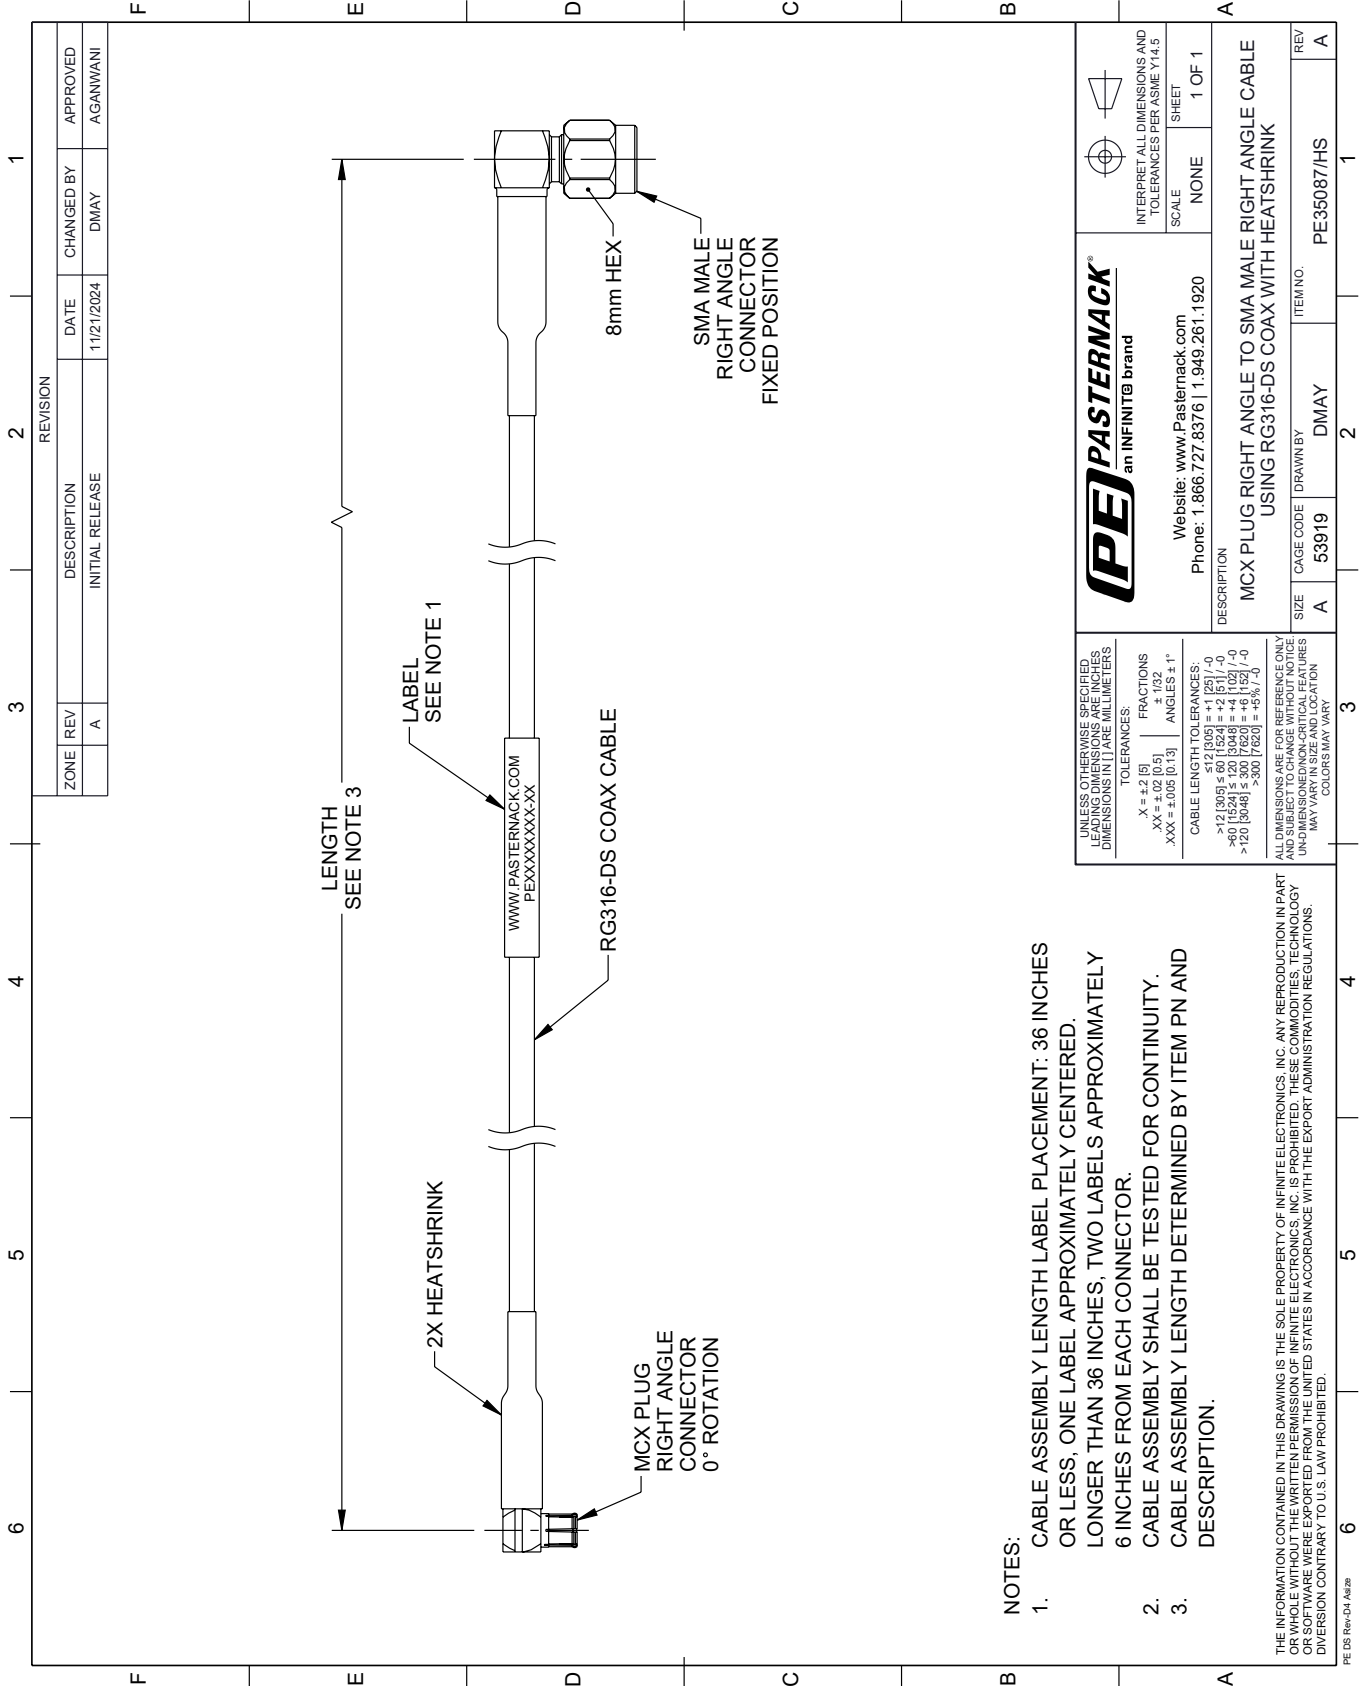 6
5
4
3
2
1
F
E
D
C
B
A
REVISION
ZONE
REV
DESCRIPTION
DATE
CHANGED BY
APPROVED
A
INITIAL RELEASE
11/21/2024
DMAY
AGANWANI
LENGTH
SEE NOTE 3
LABEL
SEE NOTE 1
2X HEATSHRINK
WWW.PASTERNACK.COM
PEXXXXXXXX-XX
8mm HEX
RG316-DS COAX CABLE
MCX PLUG
RIGHT ANGLE
CONNECTOR
0° ROTATION
SMA MALE
RIGHT ANGLE
CONNECTOR
FIXED POSITION
NOTES:
1. CABLE ASSEMBLY LENGTH LABEL PLACEMENT: 36 INCHES
OR LESS, ONE LABEL APPROXIMATELY CENTERED.
LONGER THAN 36 INCHES, TWO LABELS APPROXIMATELY
6 INCHES FROM EACH CONNECTOR.
2. CABLE ASSEMBLY SHALL BE TESTED FOR CONTINUITY.
3. CABLE ASSEMBLY LENGTH DETERMINED BY ITEM PN AND
DESCRIPTION.
THE INFORMATION CONTAINED IN THIS DRAWING IS THE SOLE PROPERTY OF INFINITE ELECTRONICS, INC. ANY REPRODUCTION IN PART
OR WHOLE WITHOUT THE WRITTEN PERMISSION OF INFINITE ELECTRONICS, INC. IS PROHIBITED. THESE COMMODITIES, TECHNOLOGY
OR SOFTWARE WERE EXPORTED FROM THE UNITED STATES IN ACCORDANCE WITH THE EXPORT ADMINISTRATION REGULATIONS.
DIVERSION CONTRARY TO U.S. LAW PROHIBITED.
UNLESS OTHERWISE SPECIFIED
LEADING DIMENSIONS ARE INCHES
DIMENSIONS IN [ ] ARE MILLIMETERS
TOLERANCES:
.X = ±.2 [5]
.XX = ±.02 [0.5]
.XXX = ±.005 [0.13]
FRACTIONS
± 1/32
ANGLES ± 1°
CABLE LENGTH TOLERANCES:
≤12 [305] = +1 [25] / -0
>12 [305] ≤ 60 [1524] = +2 [51] / -0
>60 [1524] ≤ 120 [3048] = +4 [102] / -0
>120 [3048] ≤ 300 [7620] = +6 [152] / -0
>300 [7620] = +5% / -0
ALL DIMENSIONS ARE FOR REFERENCE ONLY
AND SUBJECT TO CHANGE WITHOUT NOTICE.
UN-DIMENSIONED/NON-CRITICAL FEATURES
MAY VARY IN SIZE AND LOCATION
COLORS MAY VARY
PE PASTERNACK®
an INFINIT@ brand
Website: www.Pasternack.com
Phone: 1.866.727.8376 | 1.949.261.1920
INTERPRET ALL DIMENSIONS AND
TOLERANCES PER ASME Y14.5
SCALE
NONE
SHEET
1 OF 1
DESCRIPTION
MCX PLUG RIGHT ANGLE TO SMA MALE RIGHT ANGLE CABLE
USING RG316-DS COAX WITH HEATSHRINK
SIZE
A
CAGE CODE
53919
DRAWN BY
DMAY
ITEM NO.
PE35087/HS
REV
A
F
E
D
C
B
A
6
5
4
3
2
1
PE DS Rev-D4 Asize